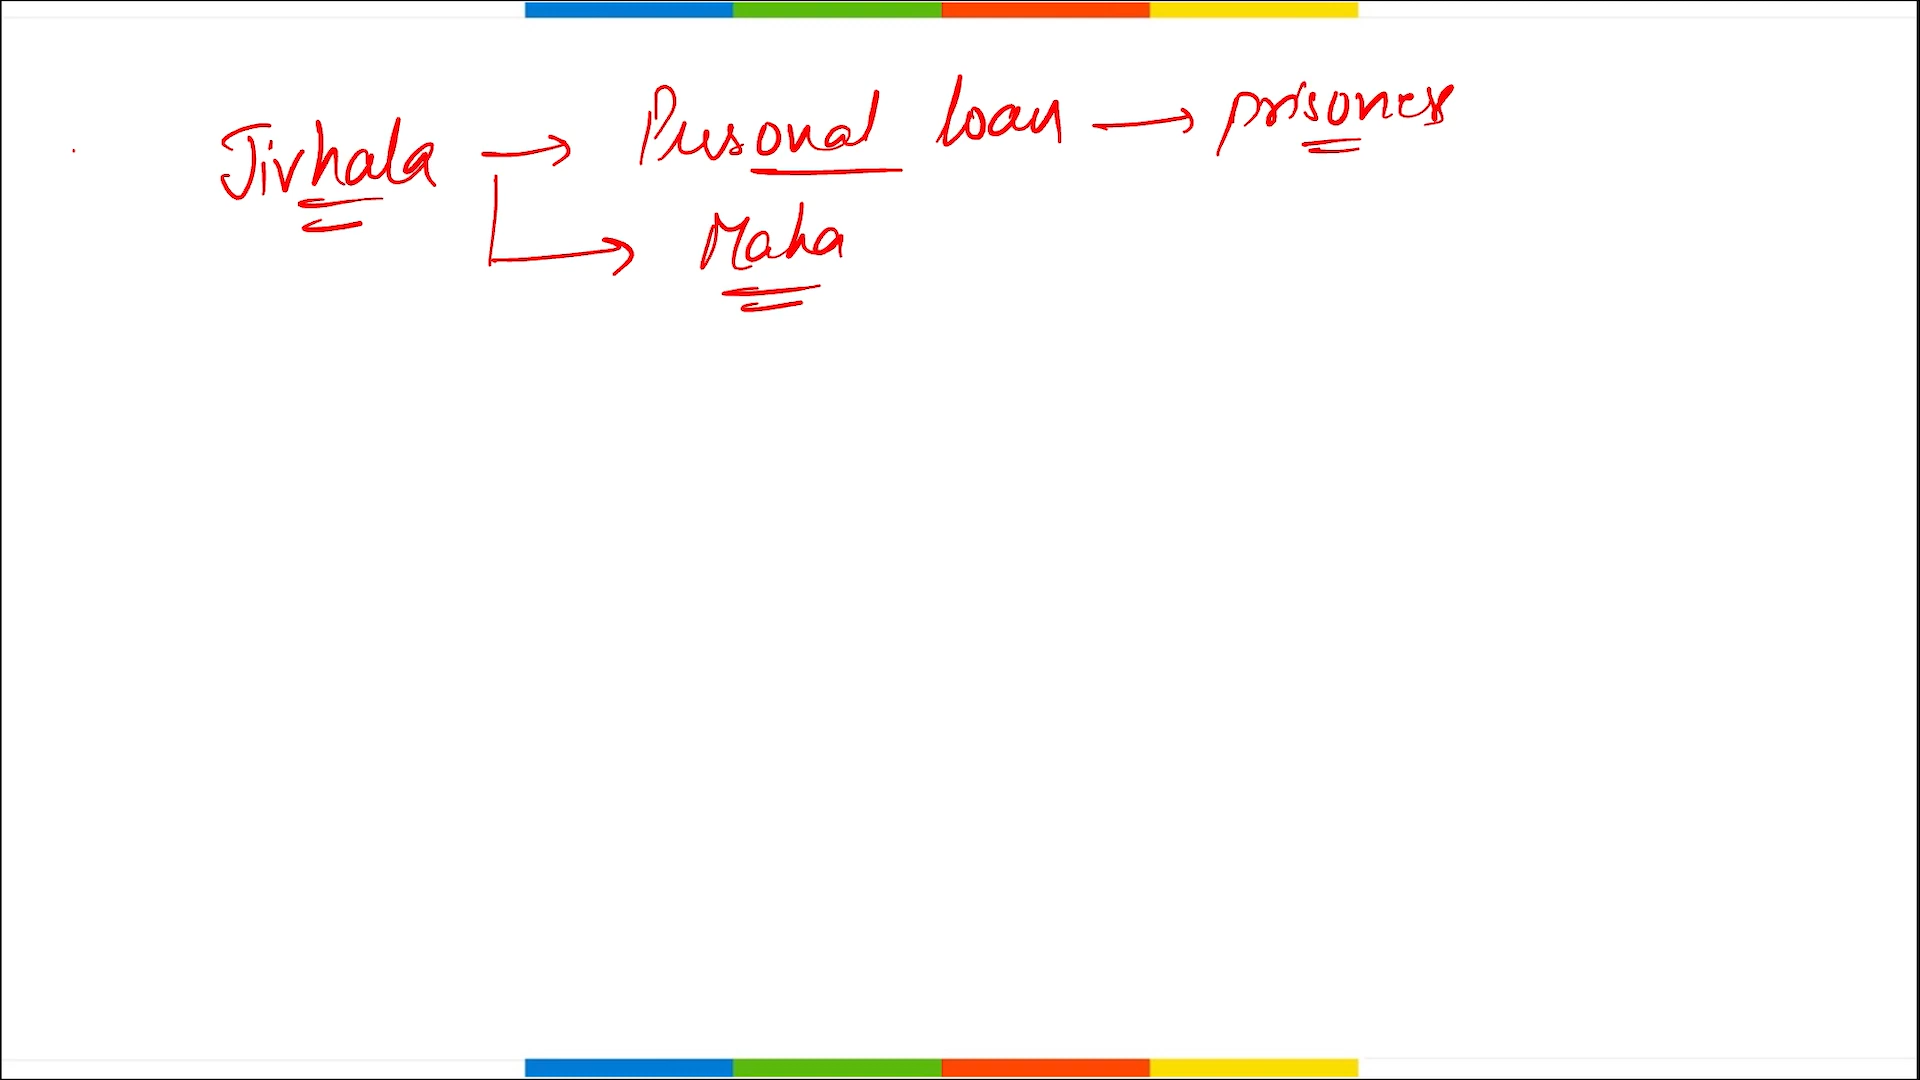 Jivhala → Personal loan → prisoner
→ Maha